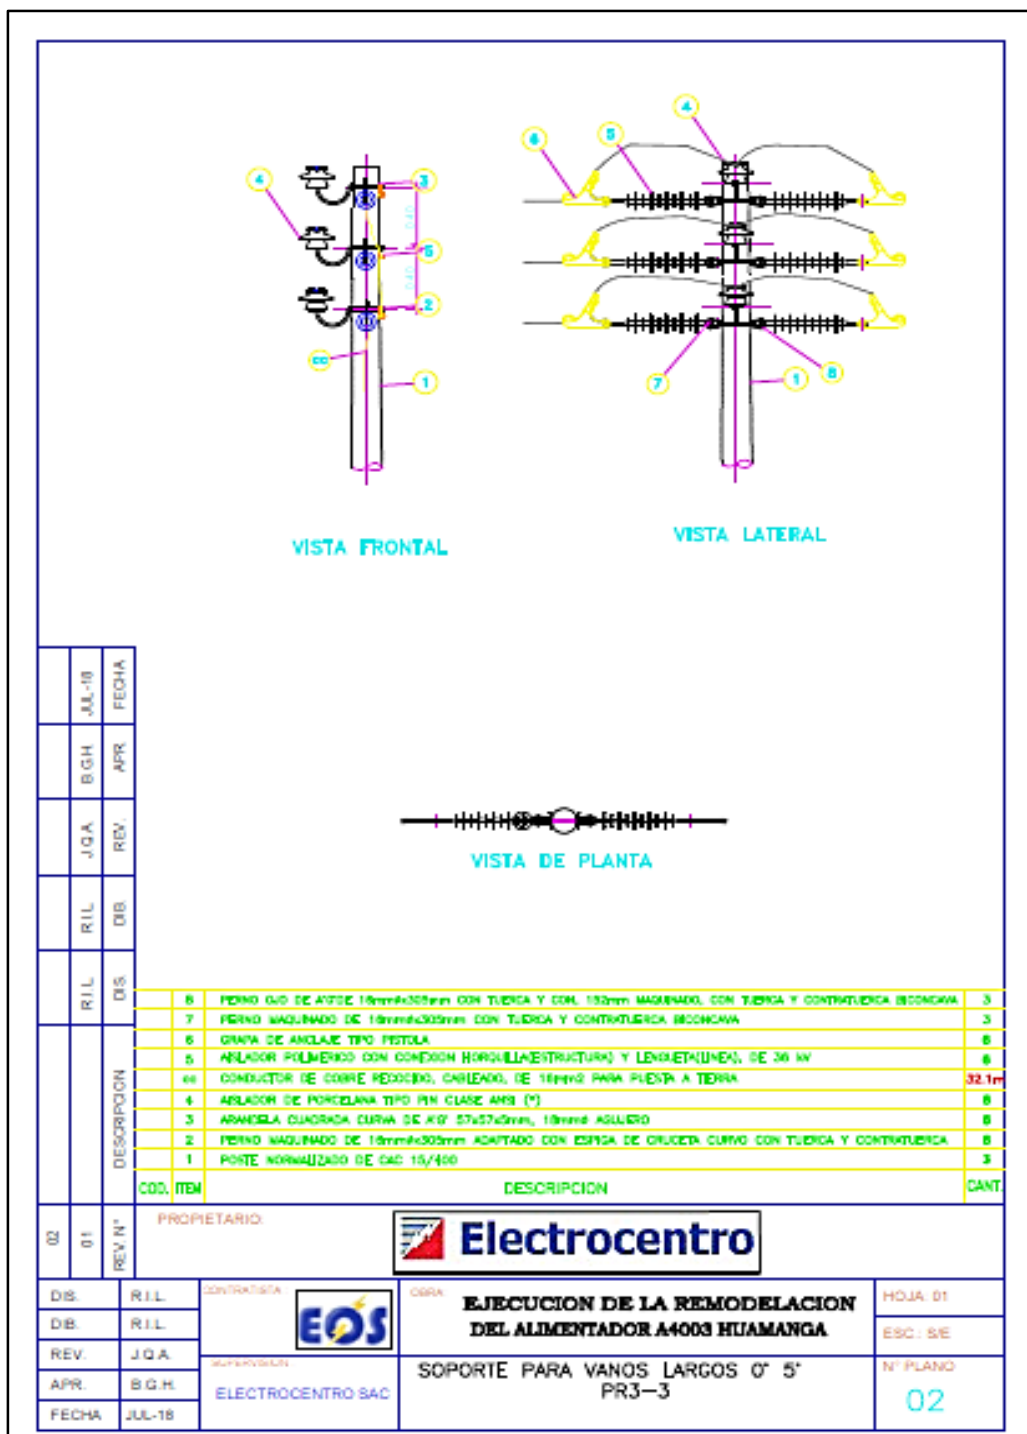 4
6
5
4
3
0.40
5
0.40
2
cc
1
7
8
1
VISTA FRONTAL
VISTA LATERAL
VISTA DE PLANTA
JUL-18
FECHA
B.G.H.
APR.
J.Q.A.
REV.
R.I.L.
DIB.
R.I.L.
DIS.
DESCRIPCION
02
01
REV. N°
8 PERNO OJO DE A°G°DE 16mmØx305mm CON TUERCA Y CON, 152mm MAQUINADO, CON TUERCA Y CONTRATUERCA BICONCAVA 3
7 PERNO MAQUINADO DE 16mmØx305mm CON TUERCA Y CONTRATUERCA BICONCAVA 3
6 GRAPA DE ANCLAJE TIPO PISTOLA 6
5 AISLADOR POLIMERICO CON CONEXION HORQUILLA(ESTRUCTURA) Y LENGUETA(LINEA), DE 36 kV 6
cc CONDUCTOR DE COBRE RECOCIDO, CABLEADO, DE 16mm2 PARA PUESTA A TIERRA 32.1m
4 AISLADOR DE PORCELANA TIPO PIN CLASE ANSI (*)
3 ARANDELA CUADRADA CURVA DE A°G° 57x57x5mm, 18mmØ AGUJERO
2 PERNO MAQUINADO DE 16mmØx305mm ADAPTADO CON ESPIGA DE CRUCETA CURVO CON TUERCA Y CONTRATUERCA
1 POSTE NORMALIZADO DE CAC 15/400 3
COD. ITEM DESCRIPCION CANT.
PROPIETARIO:
Electrocentro
DIS. R.I.L.
DIB. R.I.L.
REV. J.Q.A.
APR. B.G.H.
FECHA JUL-18
CONTRATISTA :
EOS
SUPERVISION:
ELECTROCENTRO SAC
OBRA:
EJECUCION DE LA REMODELACION
DEL ALIMENTADOR A4003 HUAMANGA
SOPORTE PARA VANOS LARGOS 0° 5°
PR3-3
HOJA: 01
ESC.: S/E
N° PLANO
02